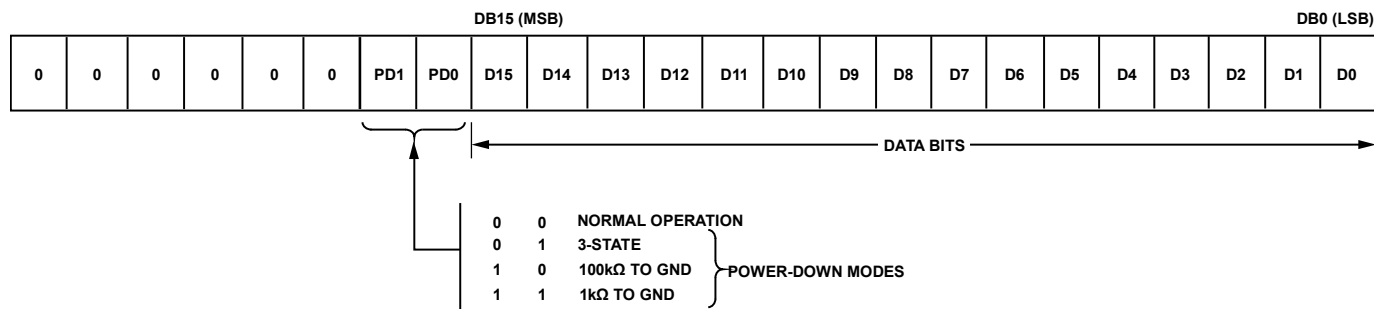 DB15 (MSB) DB0 (LSB)
0 0 0 0 0 0 PD1 PD0 D15 D14 D13 D12 D11 D10 D9 D8 D7 D6 D5 D4 D3 D2 D1 D0
DATA BITS
0 0 NORMAL OPERATION
0 1 3-STATE
1 0 100kΩ TO GND
POWER-DOWN MODES
1 1 1kΩ TO GND